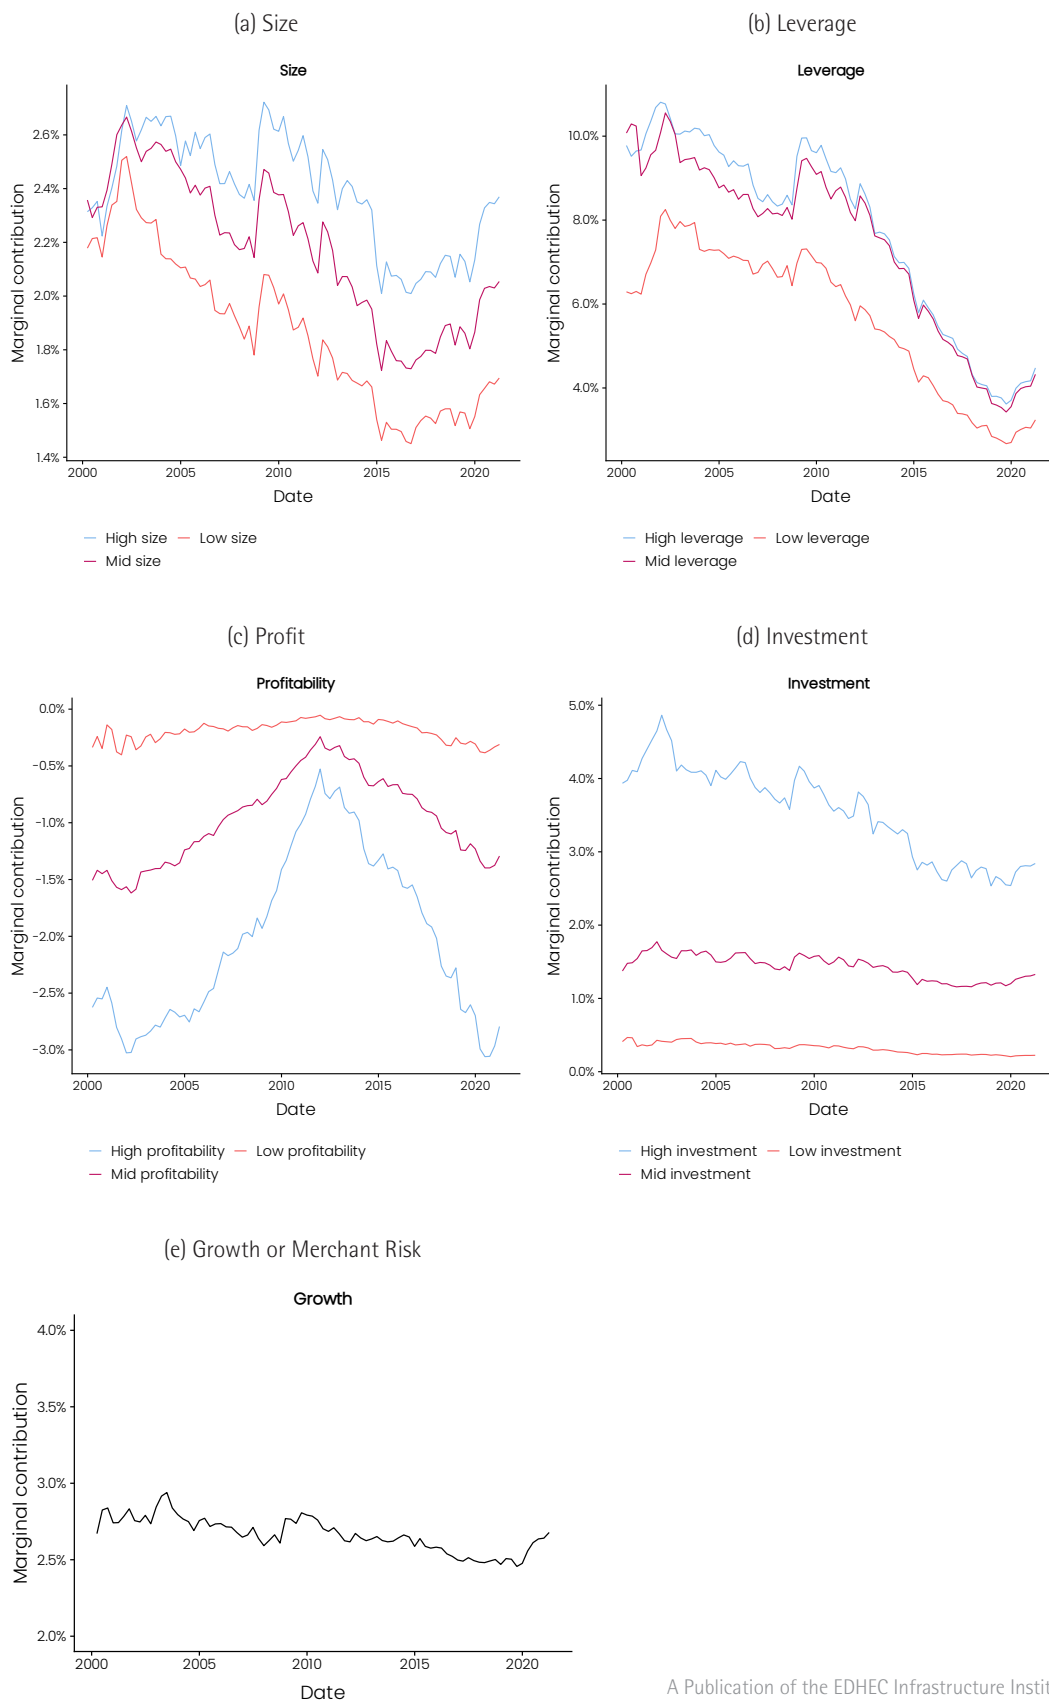 (a) Size
Size
Marginal contribution
2.6%
2.4%
2.2%
2.0%
1.8%
1.6%
1.4%
2000 2005 2010 2015 2020
Date
High size Low size
Mid size
(b) Leverage
Leverage
Marginal contribution
10.0%
8.0%
6.0%
4.0%
2000 2005 2010 2015 2020
Date
High leverage Low leverage
Mid leverage
(c) Profit
Profitability
Marginal contribution
0.0%
−0.5%
−1.0%
−1.5%
−2.0%
−2.5%
−3.0%
2000 2005 2010 2015 2020
Date
High profitability Low profitability
Mid profitability
(d) Investment
Investment
Marginal contribution
5.0%
4.0%
3.0%
2.0%
1.0%
0.0%
2000 2005 2010 2015 2020
Date
High investment Low investment
Mid investment
(e) Growth or Merchant Risk
Growth
Marginal contribution
4.0%
3.5%
3.0%
2.5%
2.0%
2000 2005 2010 2015 2020
Date
A Publication of the EDHEC Infrastructure Instit